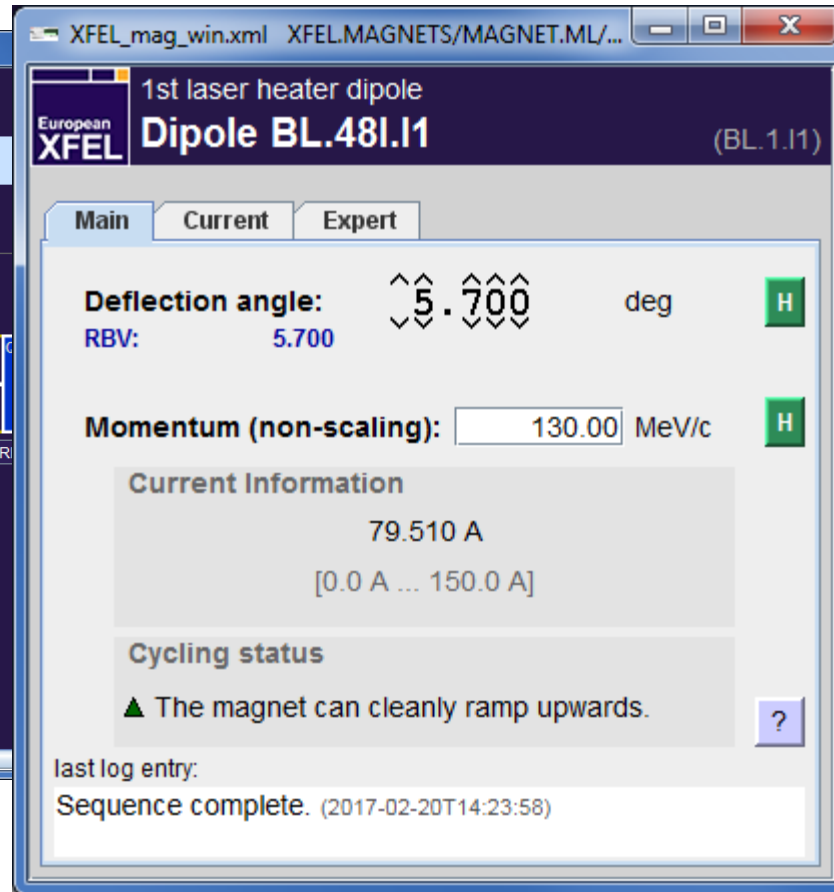 XFEL_mag_win.xml XFEL.MAGNETS/MAGNET.ML/...
1st laser heater dipole
European
XFEL
Dipole BL.48I.I1
(BL.1.I1)
Main Current Expert
Deflection angle: 5.700 deg H
RBV: 5.700
Momentum (non-scaling): 130.00 MeV/c H
Current Information
79.510 A
[0.0 A ... 150.0 A]
Cycling status
The magnet can cleanly ramp upwards.
?
last log entry:
Sequence complete. (2017-02-20T14:23:58)